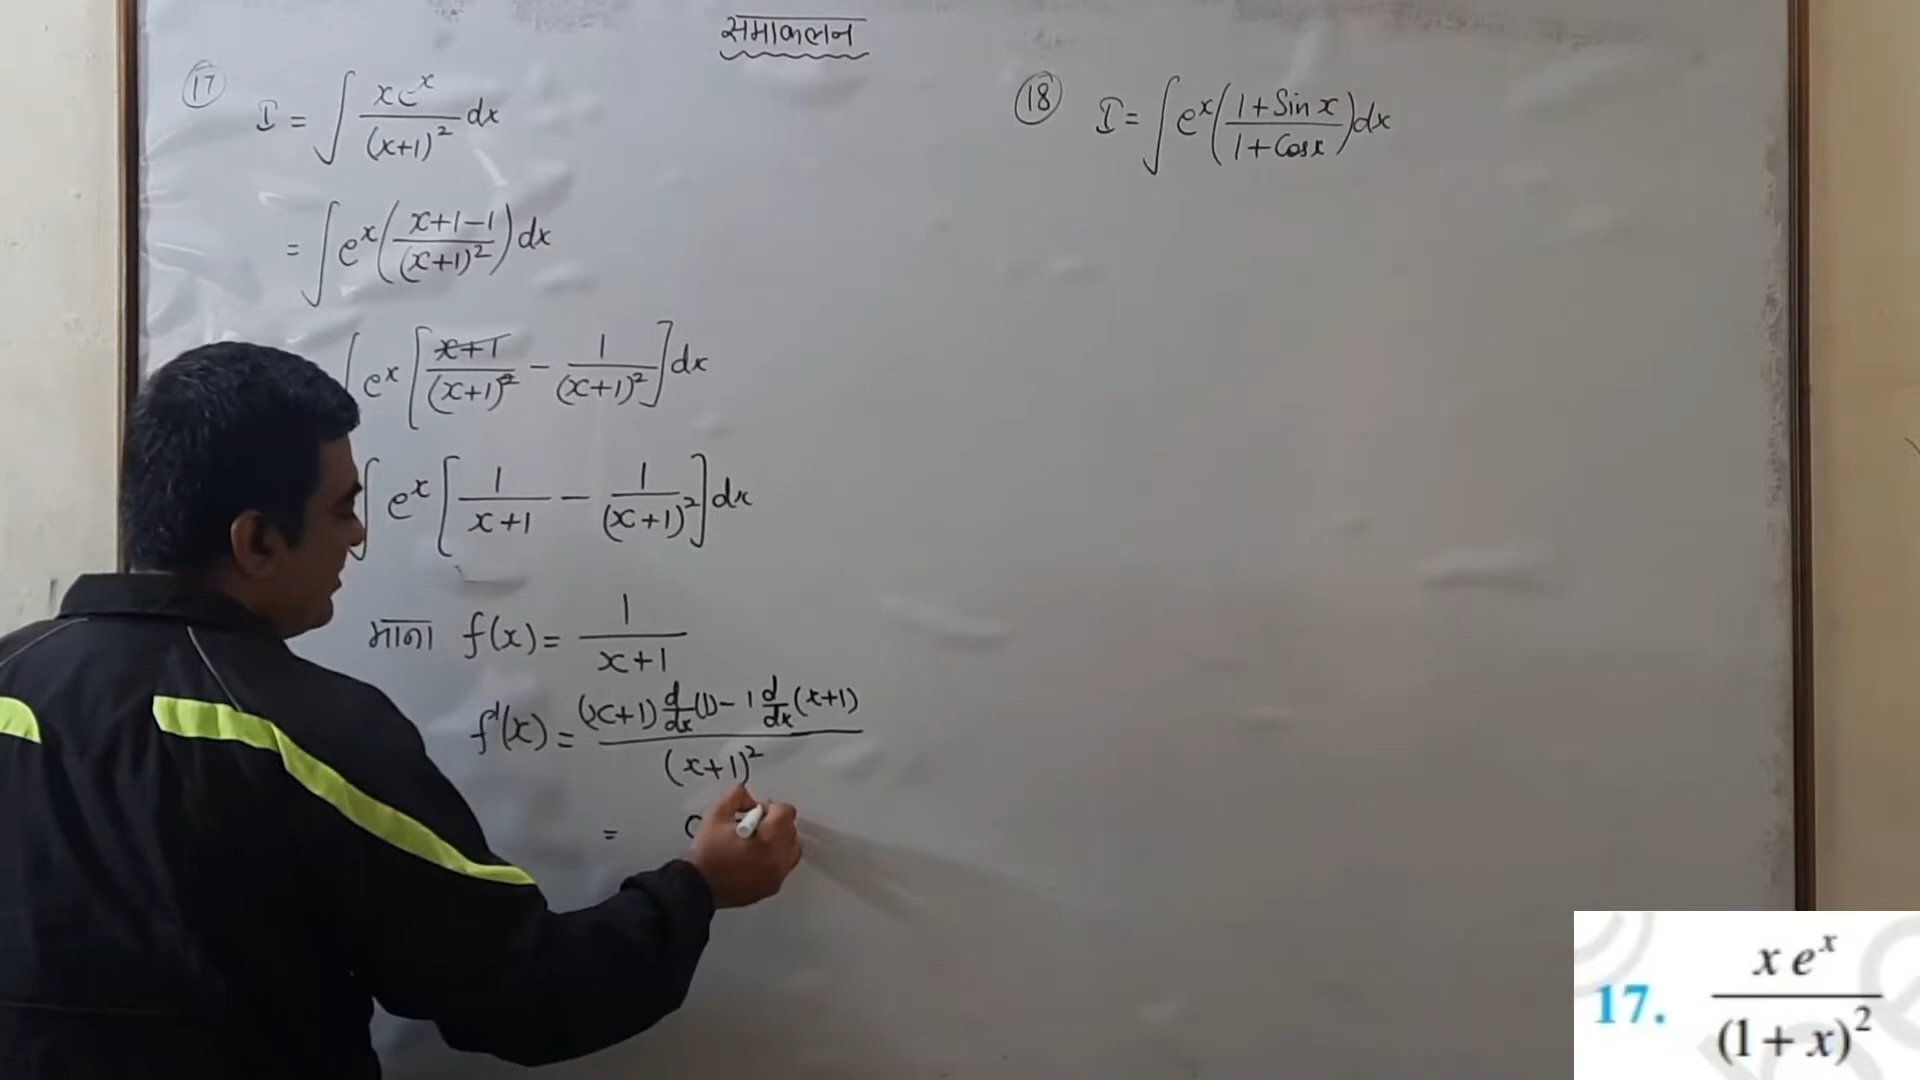 समाकलन
17 I = ∫ xe^x/(x+1)^2 dx
= ∫ e^x ( (x+1-1)/(x+1)^2 ) dx
∫ e^x [ (x+1)/(x+1)^2 - 1/(x+1)^2 ] dx
∫ e^x [ 1/(x+1) - 1/(x+1)^2 ] dx
माना f(x) = 1/(x+1)
f'(x) = ( (x+1) d/dx (1) - 1 d/dx (x+1) ) / (x+1)^2
=
18 I = ∫ e^x ( (1+Sin x)/(1+Cos x) ) dx
17. x e^x/(1+x)^2